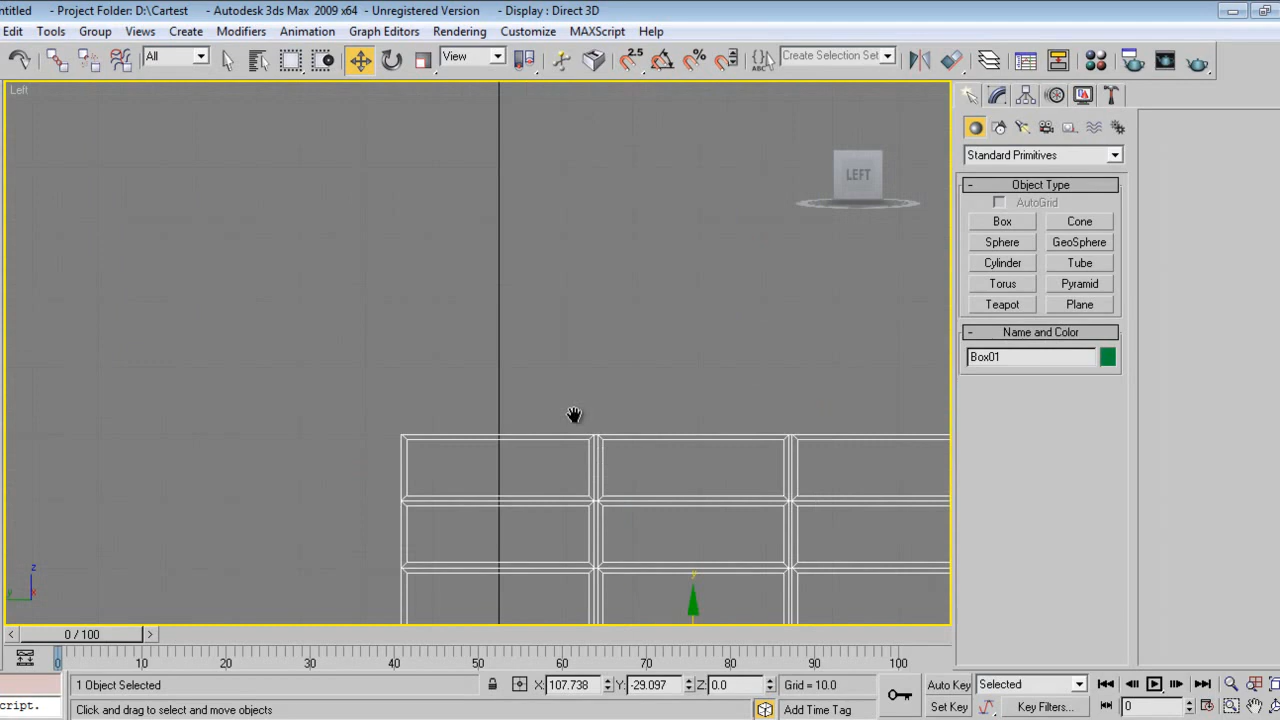 ntitled - Project Folder: D:\Cartest - Autodesk 3ds Max 2009 x64 - Unregistered Version - Display : Direct 3D
Edit Tools Group Views Create Modifiers Animation Graph Editors Rendering Customize MAXScript Help
All View 2.5 Create Selection Set
Left
LEFT
Standard Primitives
- Object Type
AutoGrid
Box Cone
Sphere GeoSphere
Cylinder Tube
Torus Pyramid
Teapot Plane
- Name and Color
Box01
y
z
y x
< 0 / 100 >
0 10 20 30 40 50 60 70 80 90 100
1 Object Selected X: 107.738 Y: -29.097 Z: 0.0 Grid = 10.0 Auto Key Selected
cript. Click and drag to select and move objects Add Time Tag Set Key Key Filters... 0